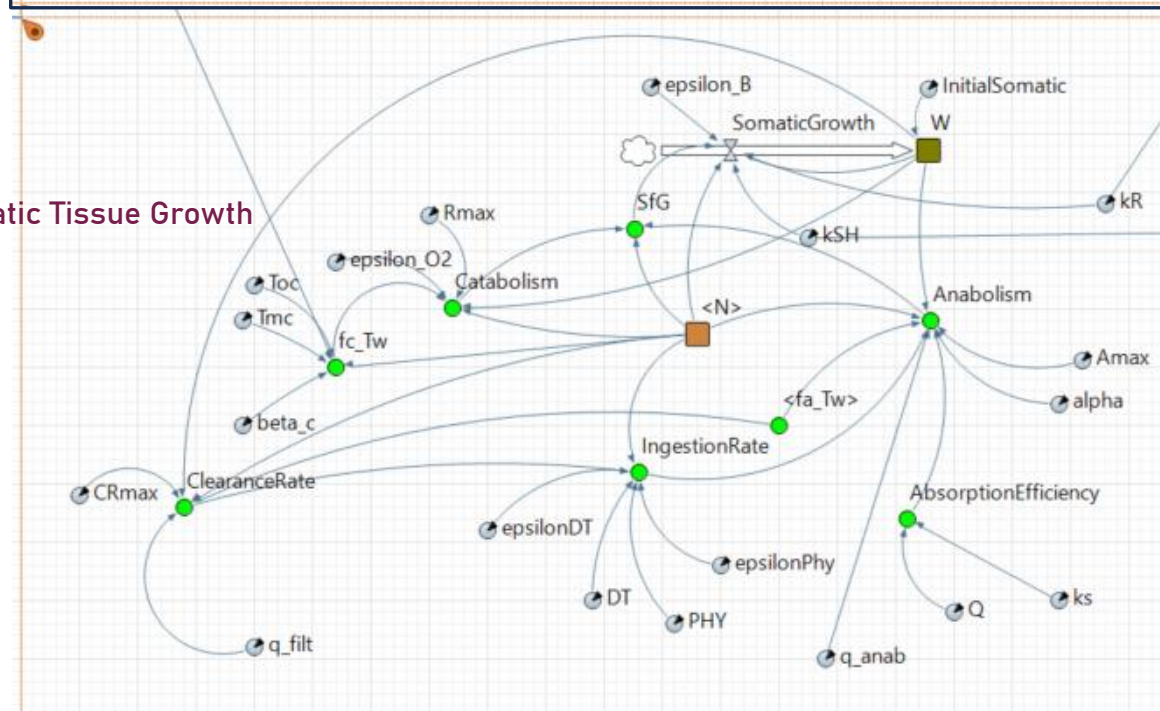 epsilon_B
InitialSomatic
SomaticGrowth
W
atic Tissue Growth
Rmax
SfG
kR
kSH
epsilon_O2
Toc
Catabolism
Anabolism
Tmc
<N>
fc_Tw
Amax
<fa_Tw>
alpha
beta_c
IngestionRate
ClearanceRate
CRmax
AbsorptionEfficiency
epsilonDT
epsilonPhy
DT
ks
Q
PHY
q_filt
q_anab